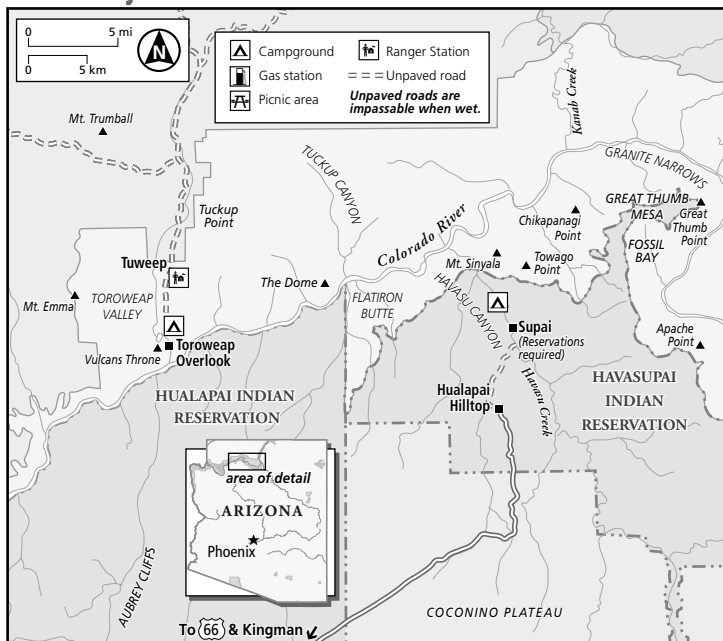 0 5 mi
0 5 km
N
Campground
Ranger Station
Gas station
Unpaved road
Picnic area
Unpaved roads are
impassable when wet.
Mt. Trumball
Kanab Creek
TUCKUP CANYON
GRANITE NARROWS
Tuckup
Point
Colorado River
GREAT THUMB
MESA
Great
Thumb
Point
Chikapanagi
Point
FOSSIL
BAY
Tuweep
Mt. Sinyala
Towago
Point
The Dome
Mt. Emma
TOROWEAP
VALLEY
FLATIRON
BUTTE
HAVASU CANYON
Supai
(Reservations
required)
Apache
Point
Vulcans Throne
Toroweap
Overlook
Havasu Creek
HUALAPAI INDIAN
RESERVATION
Hualapai
Hilltop
HAVASUPAI
INDIAN
RESERVATION
area of detail
ARIZONA
Phoenix
AUBREY CLIFFS
COCONINO PLATEAU
To 66 & Kingman